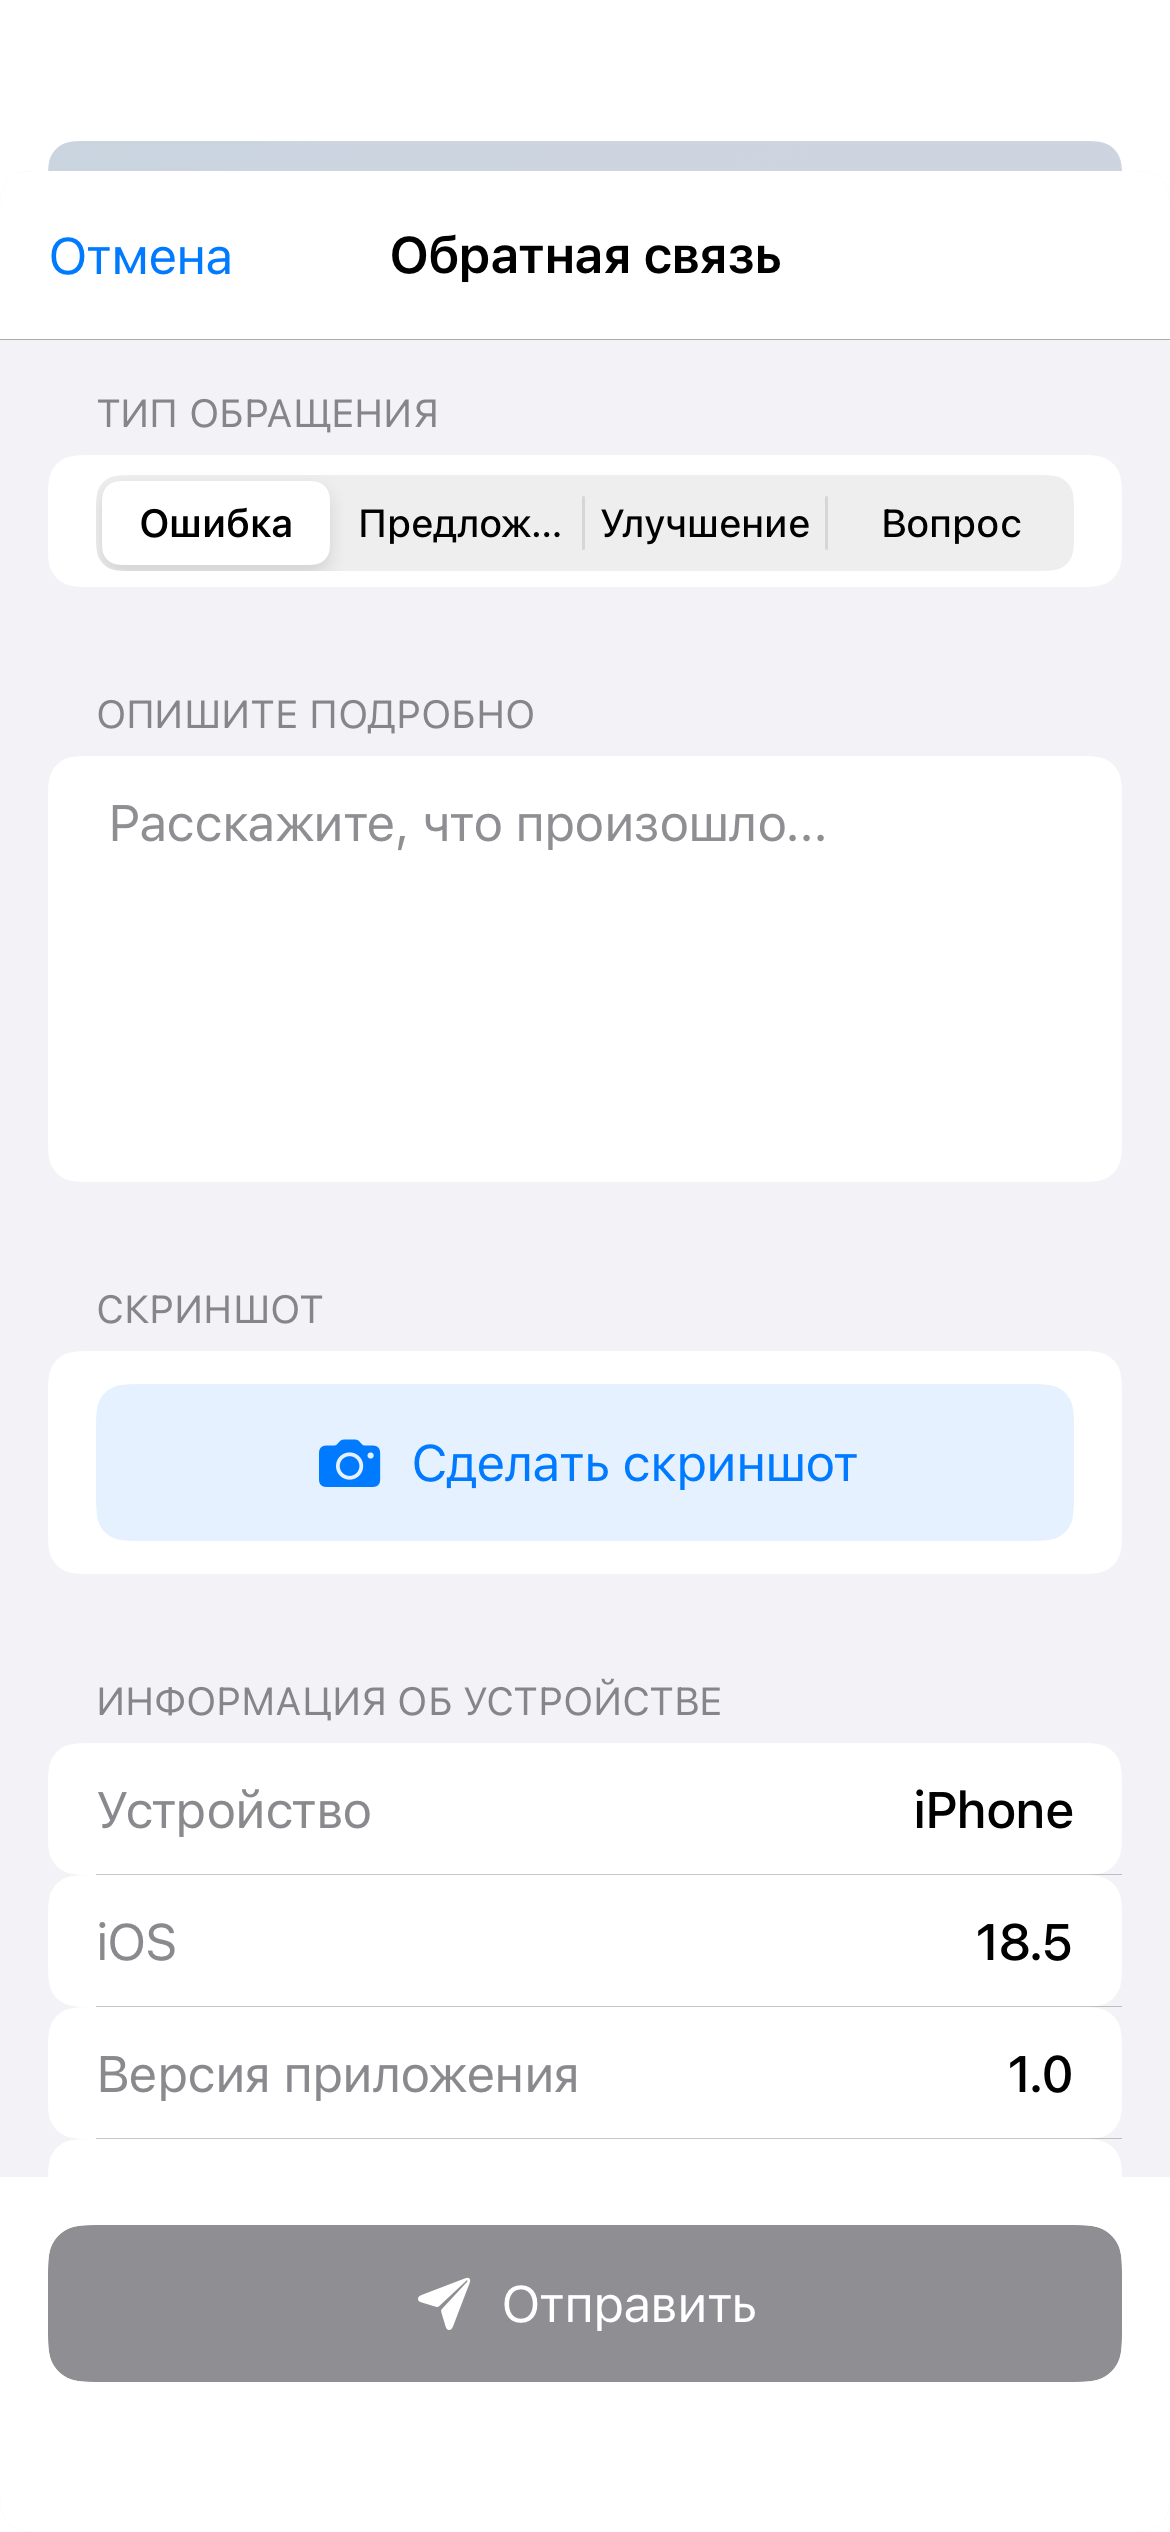 Отмена
Обратная связь
ТИП ОБРАЩЕНИЯ
Ошибка
Предлож...
Улучшение
Вопрос
ОПИШИТЕ ПОДРОБНО
Расскажите, что произошло...
СКРИНШОТ
Сделать скриншот
ИНФОРМАЦИЯ ОБ УСТРОЙСТВЕ
Устройство iPhone
iOS 18.5
Версия приложения 1.0
Отправить